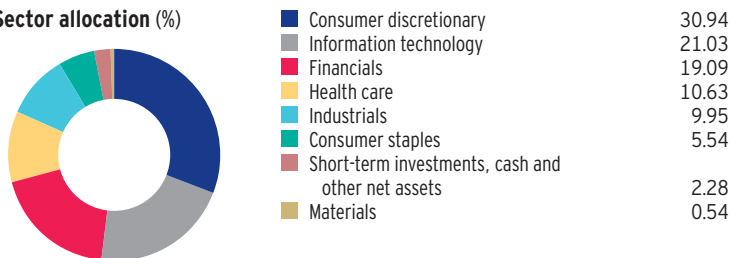 Sector allocation (%)
Consumer discretionary 30.94
Information technology 21.03
Financials 19.09
Health care 10.63
Industrials 9.95
Consumer staples 5.54
Short-term investments, cash and
other net assets 2.28
Materials 0.54